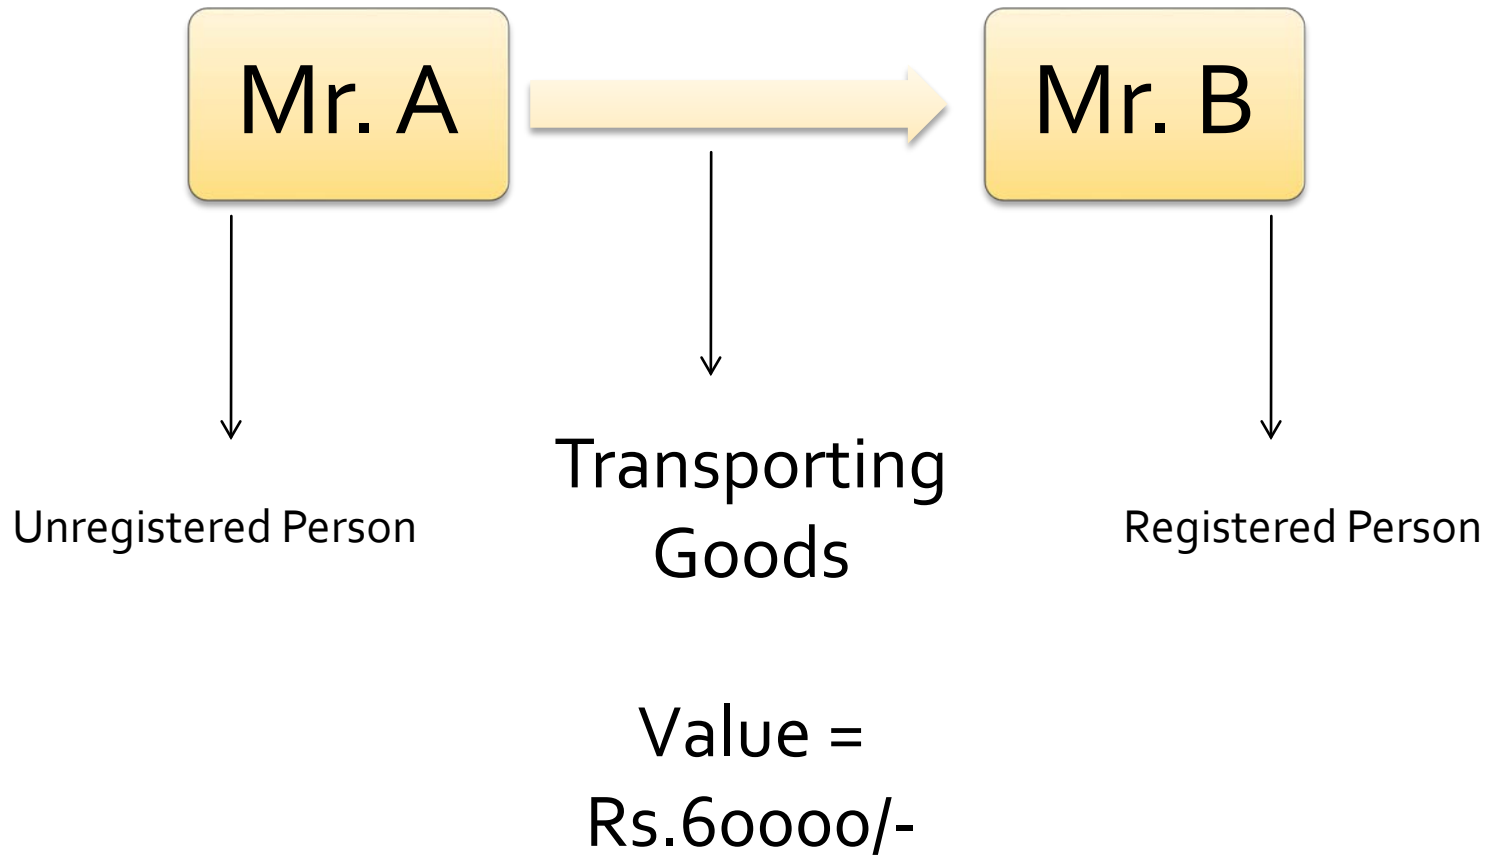 Mr. A
Mr. B
Unregistered Person
Transporting
Goods
Registered Person
Value =
Rs.60000/-